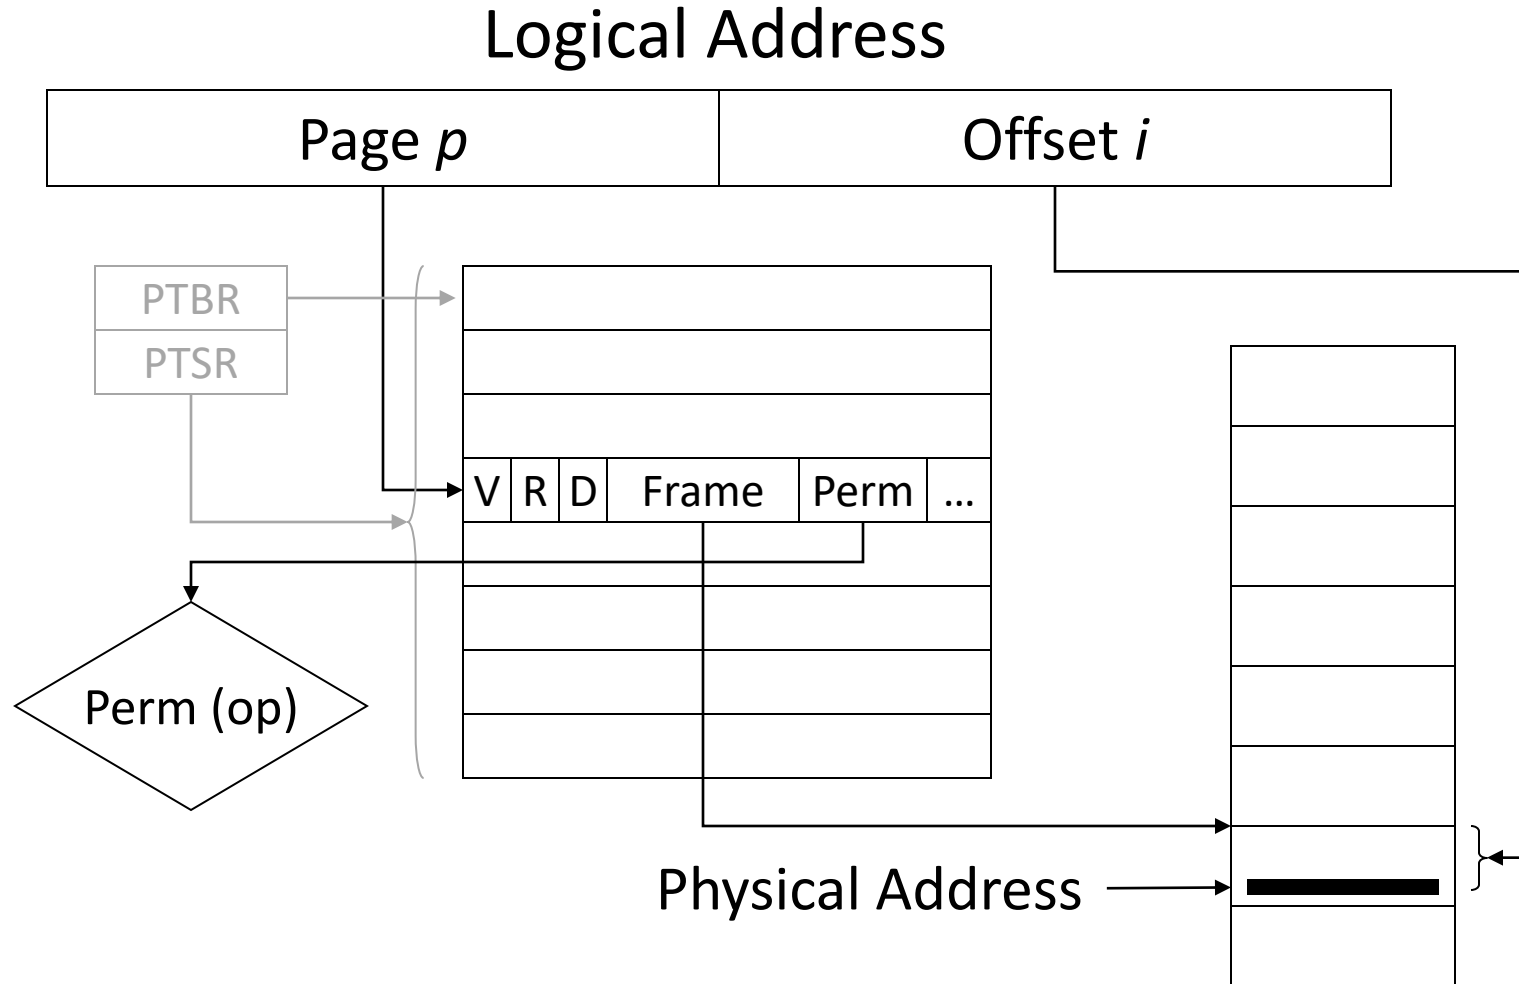 Logical Address
Page p
Offset i
PTBR
PTSR
V R D Frame Perm ...
Perm (op)
Physical Address